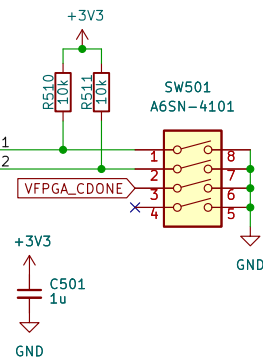 +3V3
R510
10k
R511
10k
SW501
A6SN-4101
1
2
1
8
2
7
VFPGA_CDONE
3
6
4
5
+3V3
C501
1u
GND
GND